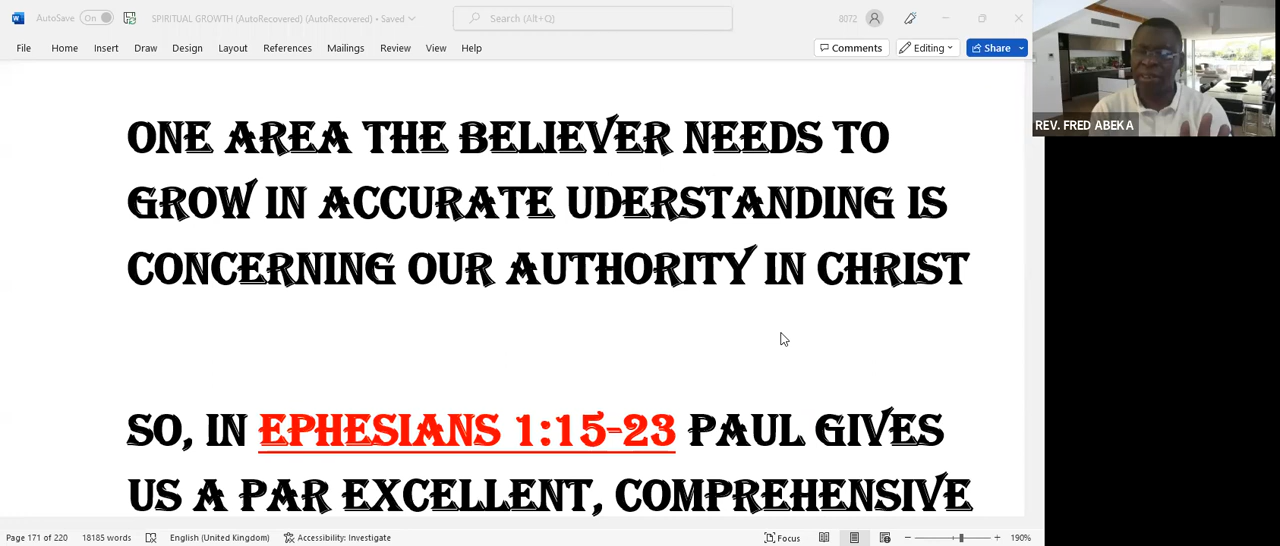 AutoSave On SPIRITUAL GROWTH (AutoRecovered) (AutoRecovered) • Saved Search (Alt+Q) 8072
File Home Insert Draw Design Layout References Mailings Review View Help Comments Editing Share
REV. FRED ABEKA
ONE AREA THE BELIEVER NEEDS TO
GROW IN ACCURATE UDERSTANDING IS
CONCERNING OUR AUTHORITY IN CHRIST
SO, IN EPHESIANS 1:15-23 PAUL GIVES
US A PAR EXCELLENT, COMPREHENSIVE
Page 171 of 220 18185 words English (United Kingdom) Accessibility: Investigate Focus 190%